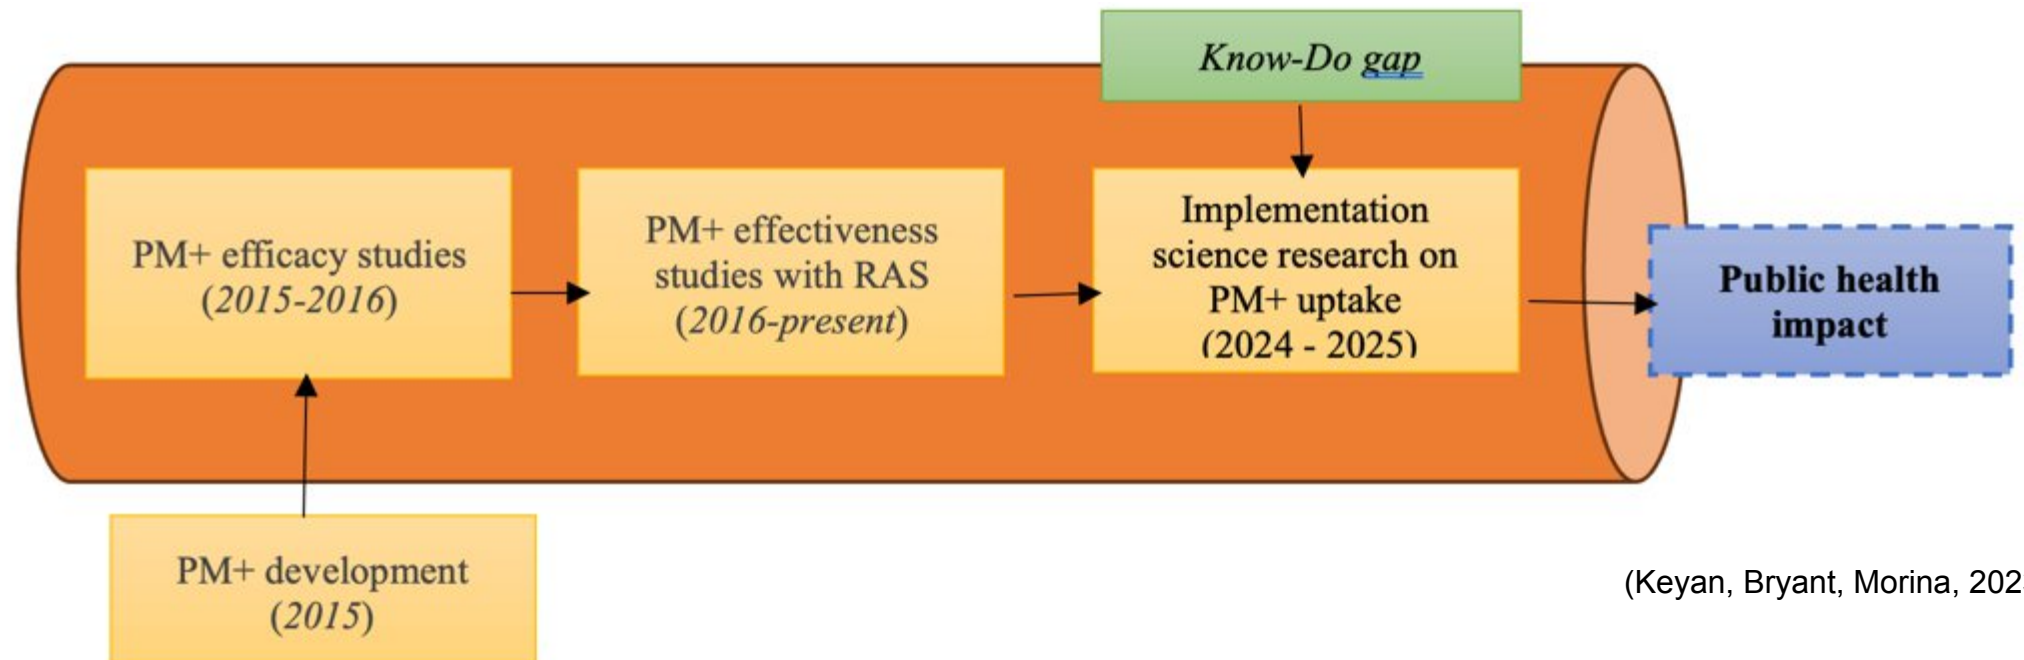 Know-Do gap
PM+ efficacy studies
(2015-2016)
PM+ effectiveness
studies with RAS
(2016-present)
Implementation
science research on
PM+ uptake
(2024 - 2025)
Public health
impact
PM+ development
(2015)
(Keyan, Bryant, Morina,